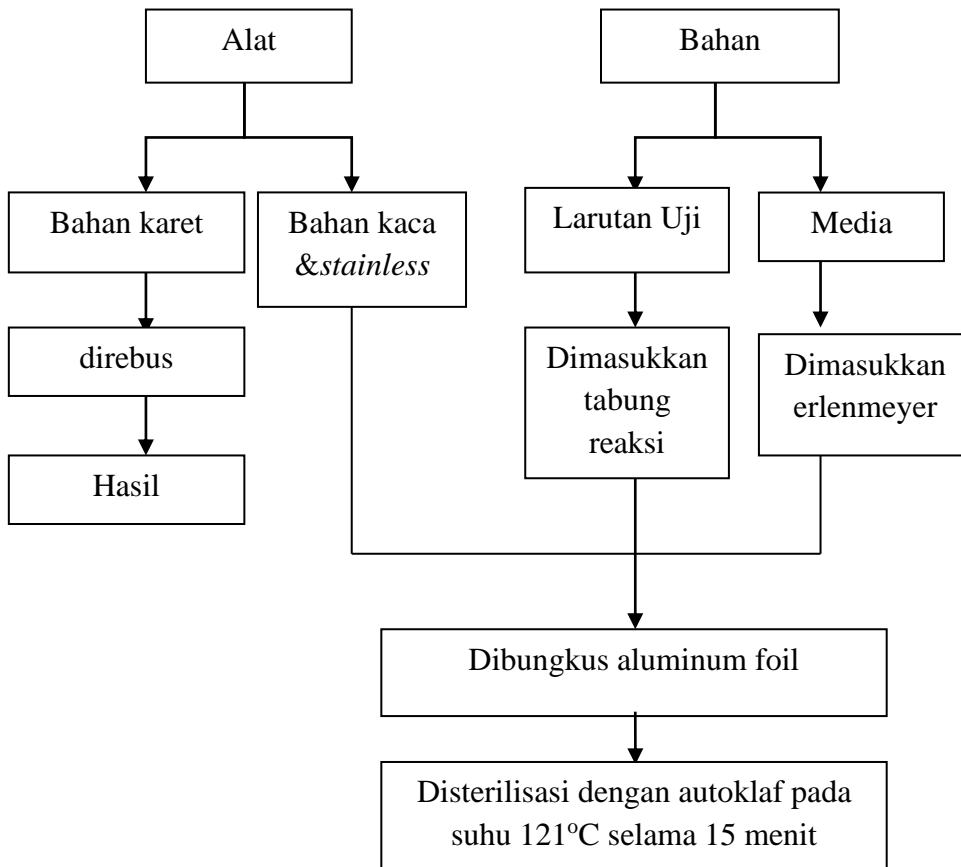 Alat
Bahan
Bahan karet
Bahan kaca
&stainless
Larutan Uji
Media
direbus
Dimasukkan
tabung
reaksi
Dimasukkan
erlenmeyer
Hasil
Dibungkus aluminum foil
Disterilisasi dengan autoklaf pada
suhu 121°C selama 15 menit